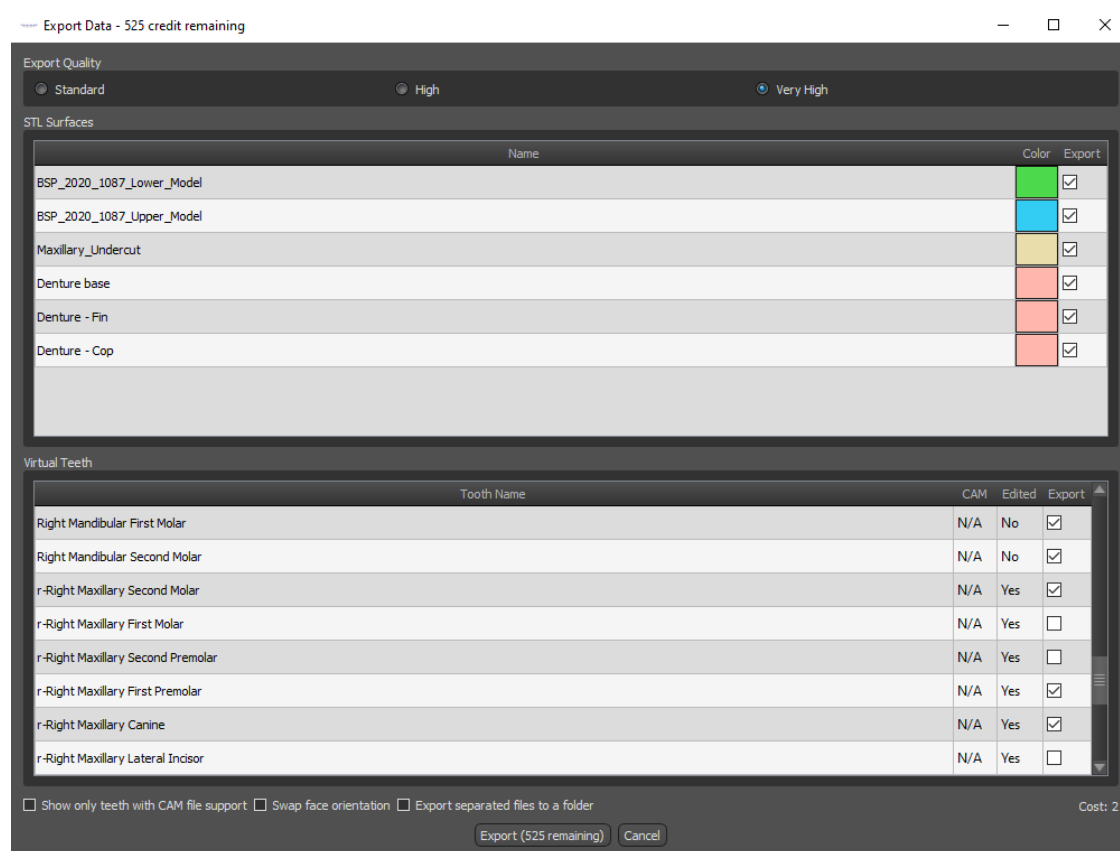 Export Data - 525 credit remaining
Export Quality
Standard High Very High
STL Surfaces
Name Color Export
BSP_2020_1087_Lower_Model
BSP_2020_1087_Upper_Model
Maxillary_Undercut
Denture base
Denture - Fin
Denture - Cop
Virtual Teeth
Tooth Name CAM Edited Export
Right Mandibular First Molar N/A No
Right Mandibular Second Molar N/A No
r-Right Maxillary Second Molar N/A Yes
r-Right Maxillary First Molar N/A Yes
r-Right Maxillary Second Premolar N/A Yes
r-Right Maxillary First Premolar N/A Yes
r-Right Maxillary Canine N/A Yes
r-Right Maxillary Lateral Incisor N/A Yes
Show only teeth with CAM file support Swap face orientation Export separated files to a folder Cost: 2
Export (525 remaining) Cancel